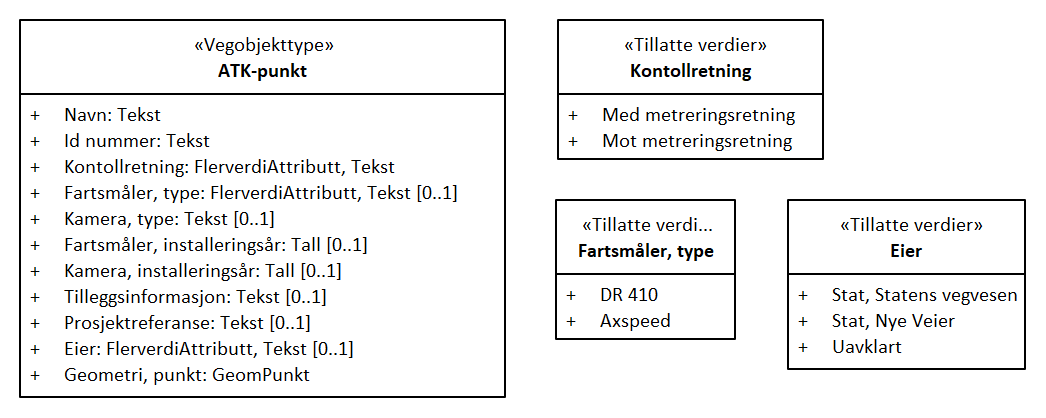 «Vegobjekttype»
ATK-punkt
+ Navn: Tekst
+ Id nummer: Tekst
+ Kontollretning: FlerverdiAttributt, Tekst
+ Fartsmåler, type: FlerverdiAttributt, Tekst [0..1]
+ Kamera, type: Tekst [0..1]
+ Fartsmåler, installeringsår: Tall [0..1]
+ Kamera, installeringsår: Tall [0..1]
+ Tilleggsinformasjon: Tekst [0..1]
+ Prosjektreferanse: Tekst [0..1]
+ Eier: FlerverdiAttributt, Tekst [0..1]
+ Geometri, punkt: GeomPunkt
«Tillatte verdier»
Kontollretning
+ Med metreringsretning
+ Mot metreringsretning
«Tillatte verdi...
Fartsmåler, type
+ DR 410
+ Axspeed
«Tillatte verdier»
Eier
+ Stat, Statens vegvesen
+ Stat, Nye Veier
+ Uavklart